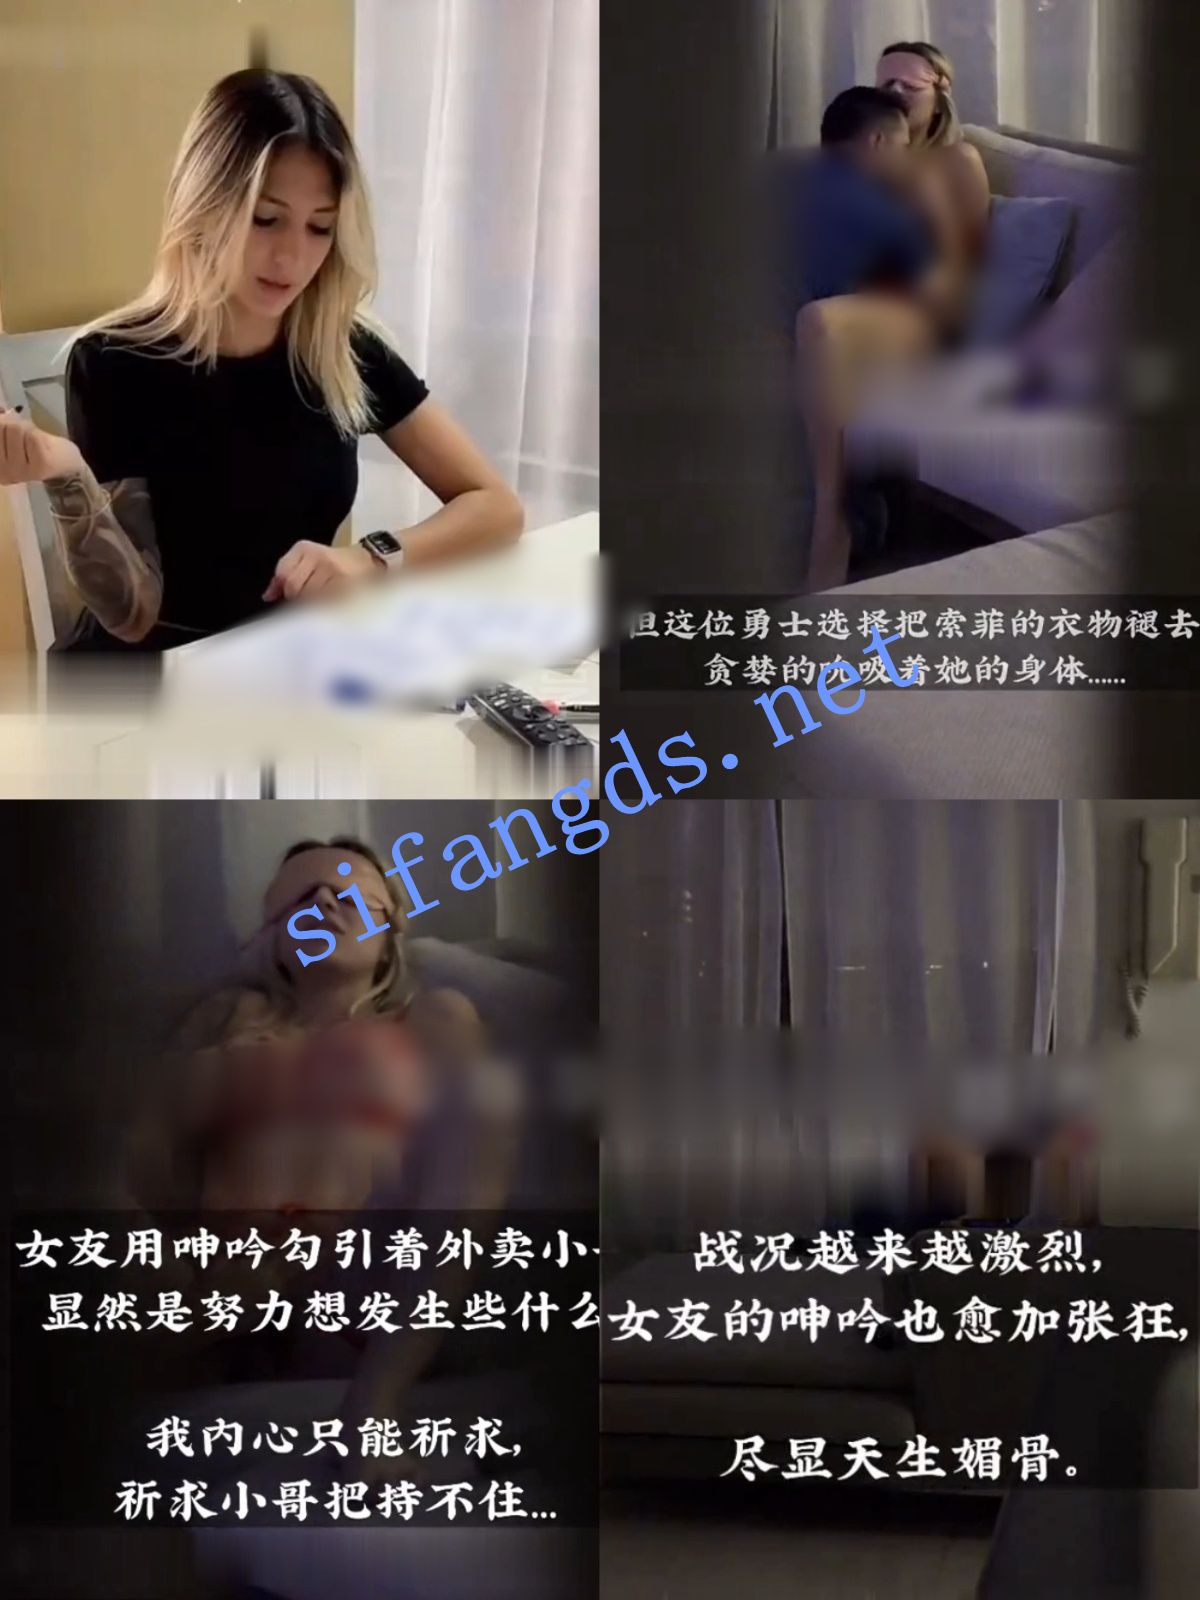 但这位勇士选择把索菲的衣物褪去
贪婪的吮吸着她的身体......
sifangds.net
女友用呻吟勾引着外卖小
显然是努力想发生些什么
我内心只能祈求,
祈求小哥把持不住...
战况越来越激烈,
女友的呻吟也愈加张狂,
尽显天生媚骨。